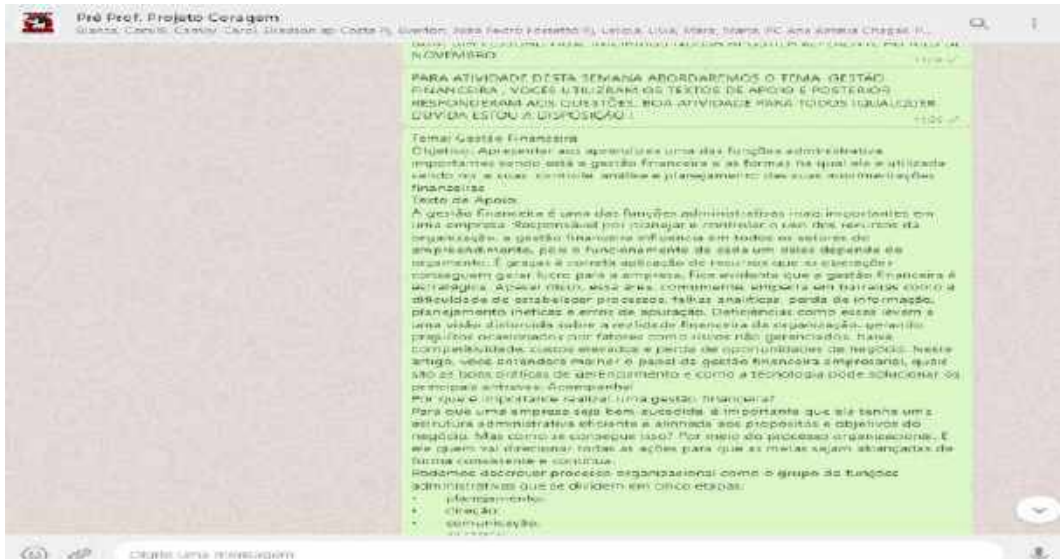 Pré Prof. Projeto Coragem
NOVEMBRO
PARA ATIVIDADE DESTA SEMANA ABORDAREMOS O TEMA: GESTÃO
FINANCEIRA, VOCÊS UTILIZRAM OS TEXTOS DE APOIO E POSTERIOR
RESPONDERAM AOS QUESTÕES. BOA ATIVIDADE PARA TODOS !QUALQUER
DÚVIDA ESTOU A DISPOSIÇÃO !
Tema: Gestão Financeira
Objetivo: Apresentar aos aprendizes uma das funções administrativa
importantes sendo está a gestão financeira e as formas na qual ela e utilizada
sendo controle, análise e planejamento das suas movimentações
financeiras
Texto de Apoio
A gestão financeira é uma das funções administrativas mais importantes em
uma empresa. Responsável por planejar e controlar o uso dos recursos da
organização, a gestão financeira influencia em todos os setores do
empreendimento, pois o funcionamento de cada um deles depende do
orçamento. É graças à correta aplicação de recursos que as operações
conseguem gerar lucro para a empresa. Fica evidente que a gestão financeira é
estratégica. Apesar disso, essa área, comumente, emperra em barreiras como a
dificuldade de estabelecer processos, falhas analíticas, perda de informação,
planejamento ineficaz e erros de apuração. Deficiências como essas levam a
uma visão distorcida sobre a realidade financeira da organização, gerando
prejuízos ocasionados por fatores como riscos não gerenciados, baixa
competitividade, custos elevados e perda de oportunidades de negócio. Neste
artigo, você entenderá melhor o papel da gestão financeira empresarial, quais
são as boas práticas de gerenciamento e como a tecnologia pode solucionar os
principais entraves. Acompanhe!
Por que é importante realizar uma gestão financeira?
Para que uma empresa seja bem-sucedida, é importante que ela tenha uma
estrutura administrativa eficiente e alinhada aos propósitos e objetivos do
negócio. Mas como se consegue isso? Por meio do processo organizacional. É
ele quem vai direcionar todas as ações para que as metas sejam alcançadas de
forma consistente e contínua.
Podemos descrever processo organizacional como o grupo de funções
administrativas que se dividem em cinco etapas:
• planejamento;
• direção;
• comunicação;
Digite uma mensagem